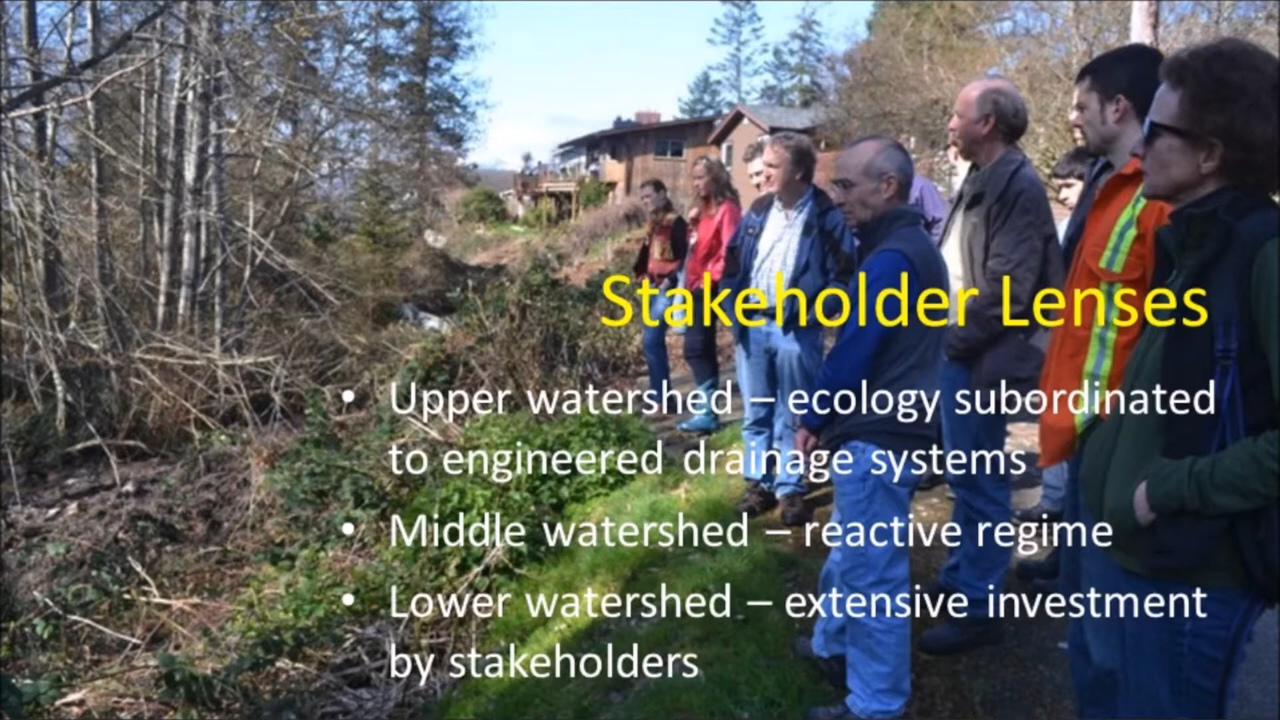 Stakeholder Lenses
• Upper watershed – ecology subordinated
to engineered drainage systems
• Middle watershed – reactive regime
• Lower watershed – extensive investment
by stakeholders